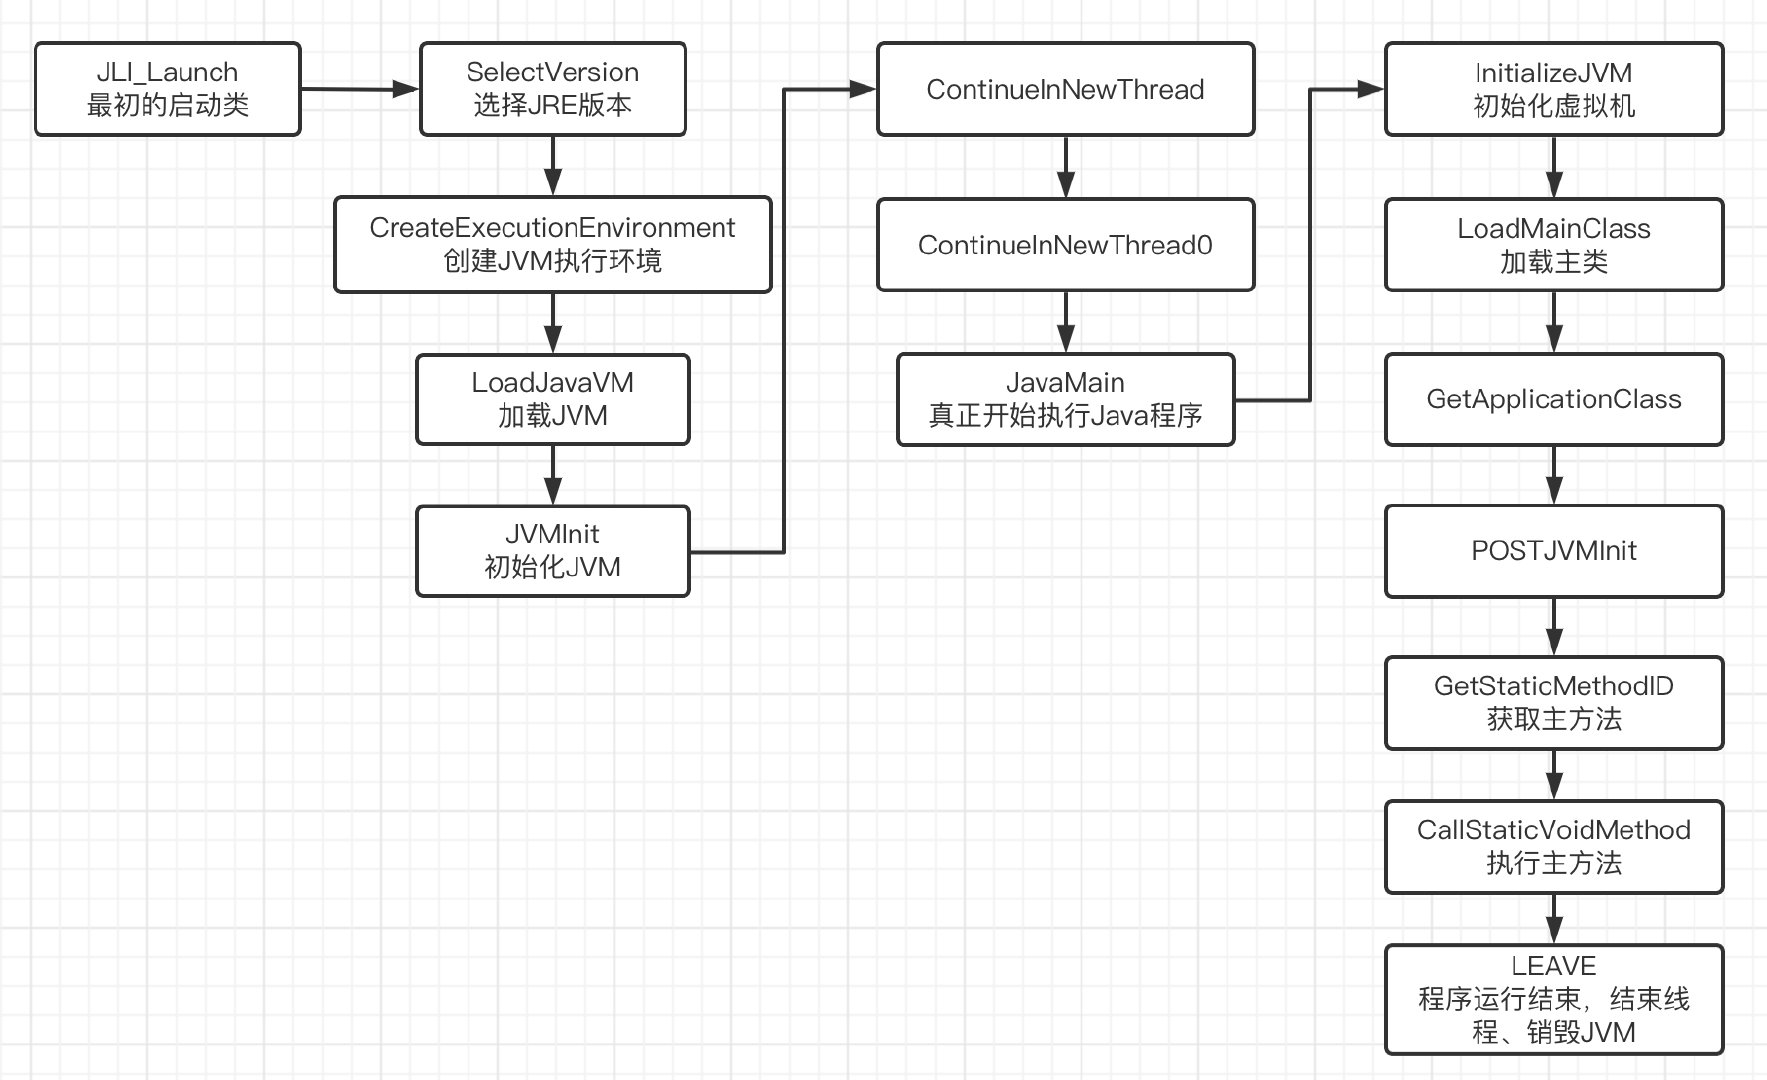 JLI_Launch
最初的启动类
SelectVersion
选择JRE版本
CreateExecutionEnvironment
创建JVM执行环境
LoadJavaVM
加载JVM
JVMInit
初始化JVM
ContinueInNewThread
ContinueInNewThread0
JavaMain
真正开始执行Java程序
InitializeJVM
初始化虚拟机
LoadMainClass
加载主类
GetApplicationClass
POSTJVMInit
GetStaticMethodID
获取主方法
CallStaticVoidMethod
执行主方法
LEAVE
程序运行结束，结束线
程、销毁JVM